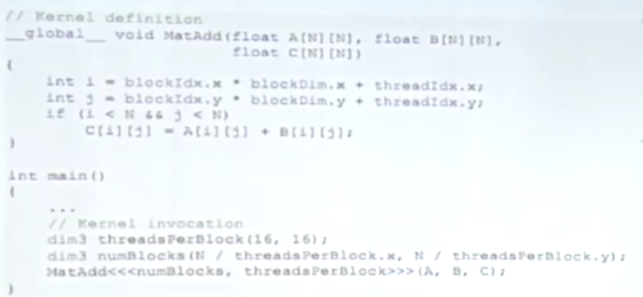 // Kernel definition
__global__ void MatAdd(float A[N][N], float B[N][N],
float C[N][N])
{
int i = blockIdx.x * blockDim.x + threadIdx.x;
int j = blockIdx.y * blockDim.y + threadIdx.y;
if (i < N && j < N)
C[i][j] = A[i][j] + B[i][j];
}
int main()
{
...
// Kernel invocation
dim3 threadsPerBlock(16, 16);
dim3 numBlocks(N / threadsPerBlock.x, N / threadsPerBlock.y);
MatAdd<<<numBlocks, threadsPerBlock>>>(A, B, C);
}